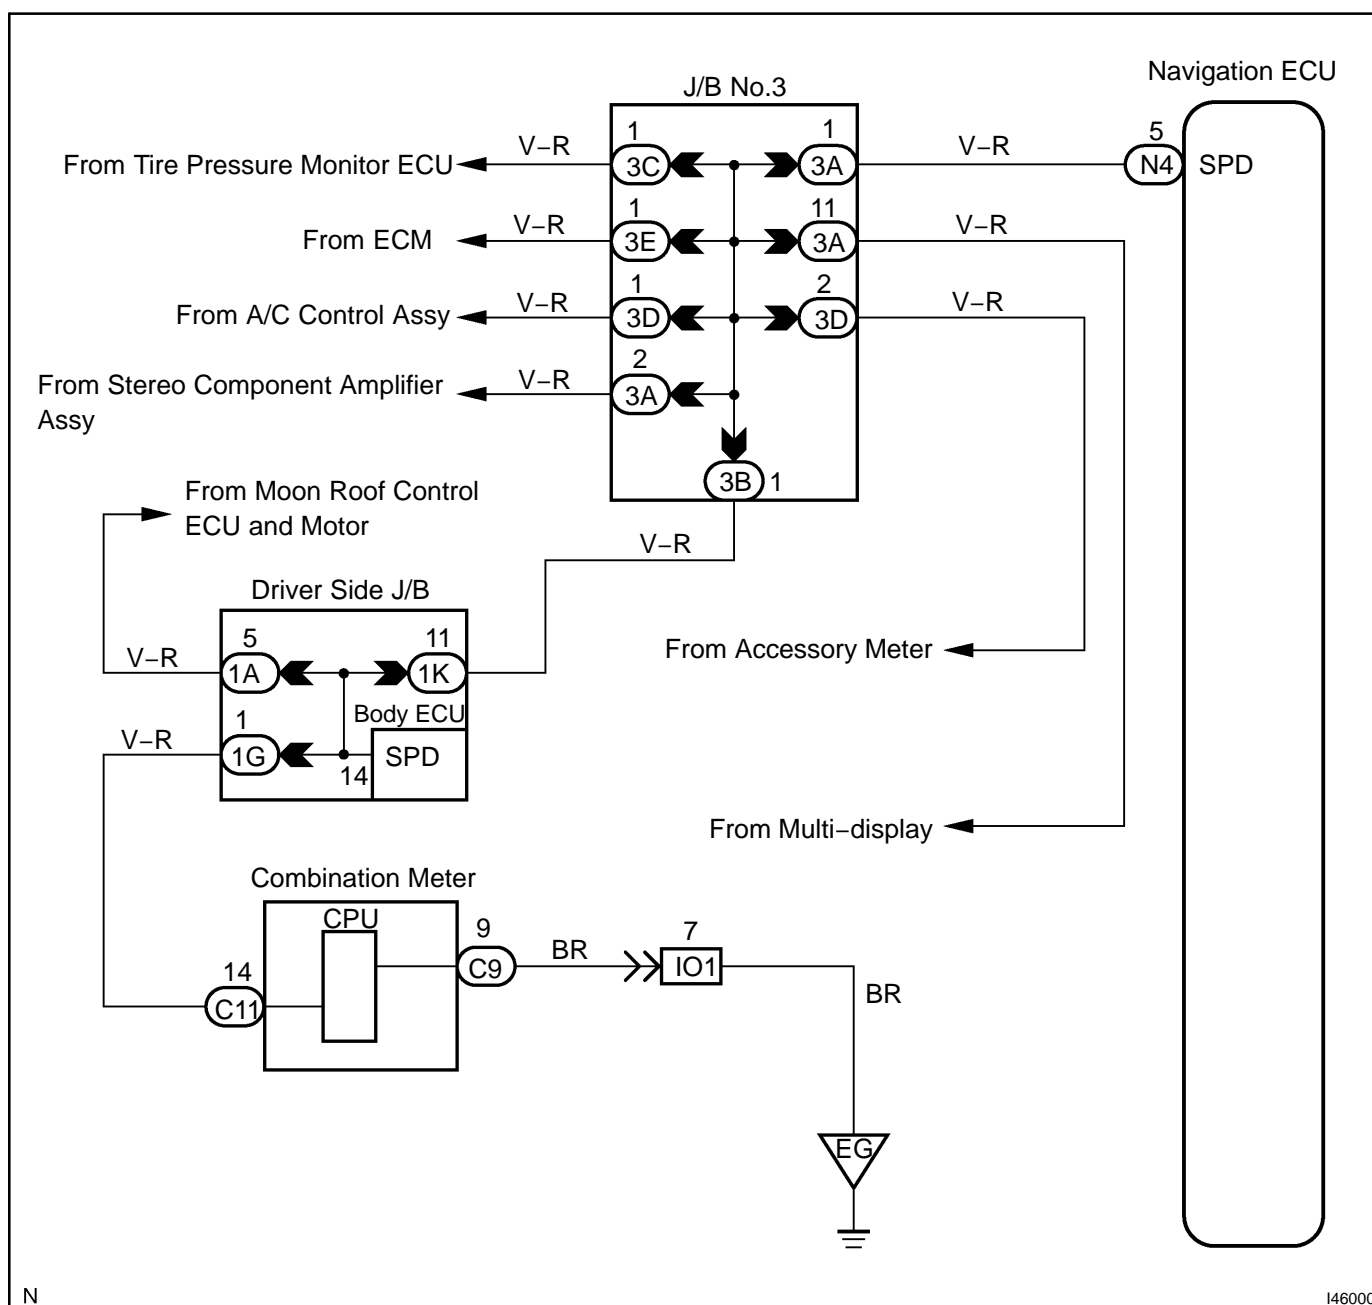 Navigation ECU
J/B No.3
1
1
5
V−R
V−R
From Tire Pressure Monitor ECU
3C
3A
N4
SPD
1
11
V−R
V−R
From ECM
3E
3A
1
2
V−R
V−R
From A/C Control Assy
3D
3D
2
From Stereo Component Amplifier
Assy
V−R
3A
3B
1
From Moon Roof Control
ECU and Motor
V−R
Driver Side J/B
5
11
V−R
1A
1K
From Accessory Meter
1
Body ECU
V−R
1G
14
SPD
From Multi−display
Combination Meter
CPU
9
7
14
BR
C9
IO1
C11
BR
EG
N
I46000